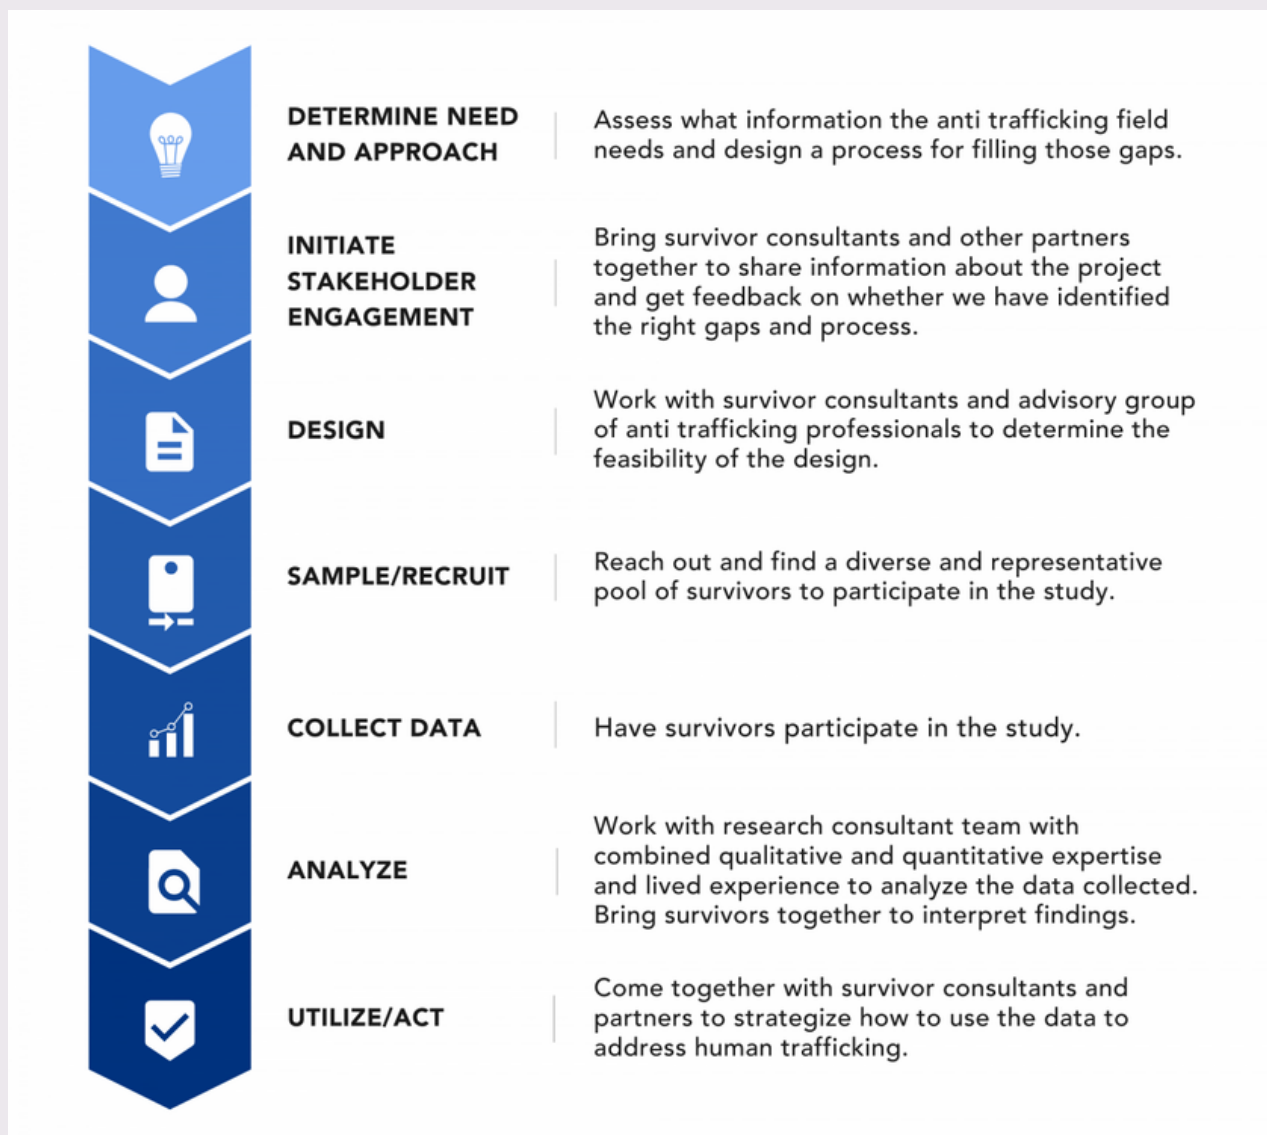 DETERMINE NEED
AND APPROACH
Assess what information the anti trafficking field
needs and design a process for filling those gaps.
INITIATE
STAKEHOLDER
ENGAGEMENT
Bring survivor consultants and other partners
together to share information about the project
and get feedback on whether we have identified
the right gaps and process.
DESIGN
Work with survivor consultants and advisory group
of anti trafficking professionals to determine the
feasibility of the design.
SAMPLE/RECRUIT
Reach out and find a diverse and representative
pool of survivors to participate in the study.
COLLECT DATA
Have survivors participate in the study.
ANALYZE
Work with research consultant team with
combined qualitative and quantitative expertise
and lived experience to analyze the data collected.
Bring survivors together to interpret findings.
UTILIZE/ACT
Come together with survivor consultants and
partners to strategize how to use the data to
address human trafficking.